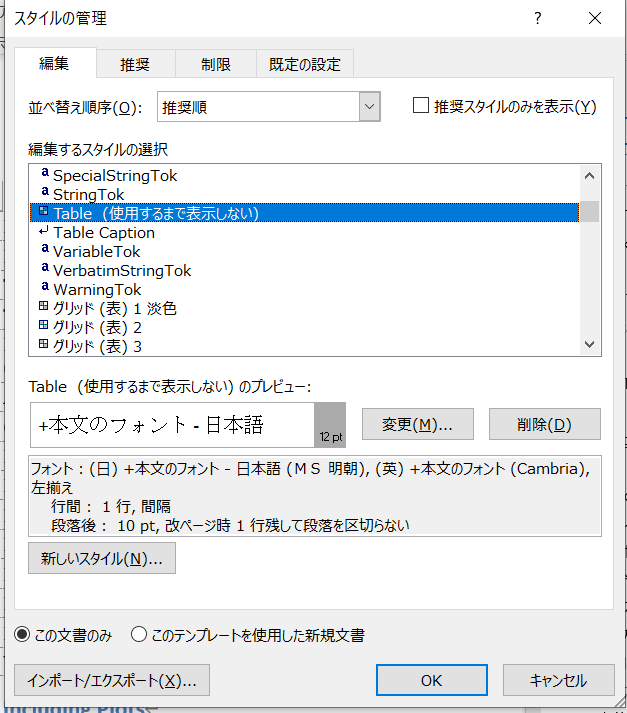 スタイルの管理
?
編集
推奨
制限
既定の設定
並べ替え順序(O):
推奨順
推奨スタイルのみを表示(Y)
編集するスタイルの選択
SpecialStringTok
StringTok
Table (使用するまで表示しない)
Table Caption
VariableTok
VerbatimStringTok
WarningTok
グリッド (表) 1 淡色
グリッド (表) 2
グリッド (表) 3
Table (使用するまで表示しない) のプレビュー:
+本文のフォント - 日本語
12 pt
変更(M)...
削除(D)
フォント : (日) +本文のフォント - 日本語 (ＭＳ 明朝), (英) +本文のフォント (Cambria),
左揃え
行間 : 1 行, 間隔
段落後 : 10 pt, 改ページ時 1 行残して段落を区切らない
新しいスタイル(N)...
この文書のみ
このテンプレートを使用した新規文書
インポート/エクスポート(X)...
OK
キャンセル
Including Plots